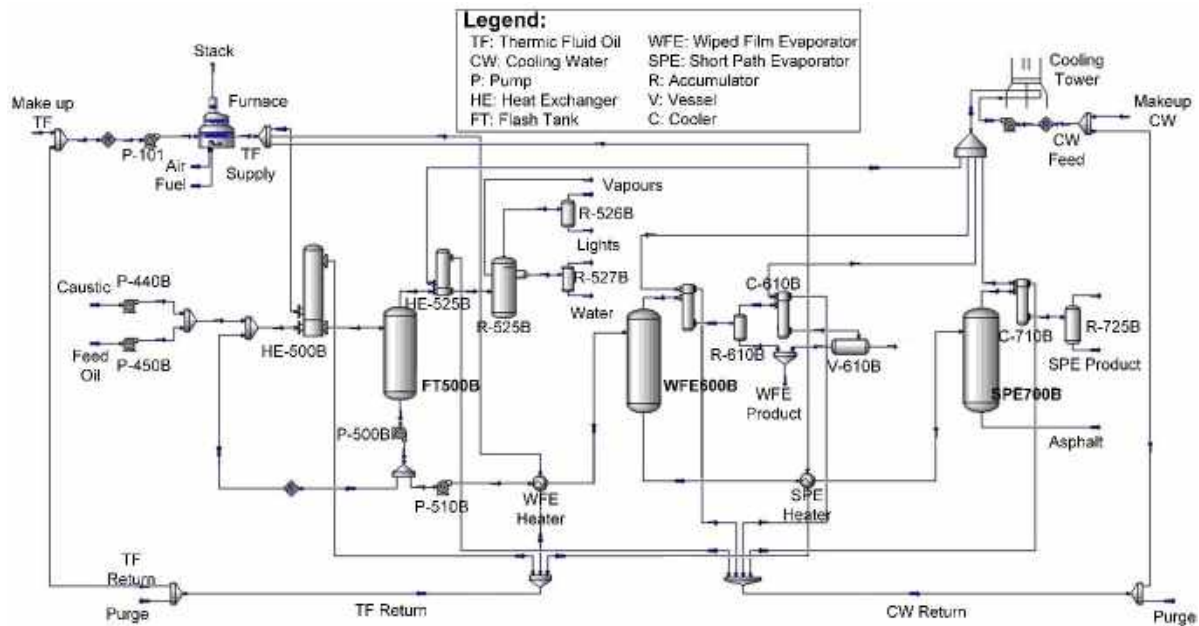 Legend:
TF: Thermic Fluid Oil
CW: Cooling Water
P: Pump
HE: Heat Exchanger
FT: Flash Tank
WFE: Wiped Film Evaporator
SPE: Short Path Evaporator
R: Accumulator
V: Vessel
C: Cooler
Stack
Furnace
Make up
TF
P-101
Air
Fuel
TF
Supply
Cooling
Tower
Makeup
CW
CW
Feed
Vapours
R-526B
Lights
R-527B
Water
HE-525B
R-525B
Caustic
P-440B
Feed
Oil
P-450B
HE-500B
FT500B
P-500B
P-510B
WFE
Heater
WFE600B
C-610B
R-610B
V-610B
WFE
Product
SPE
Heater
SPE700B
C-710B
R-725B
SPE Product
Asphalt
TF
Return
Purge
TF Return
CW Return
Purge